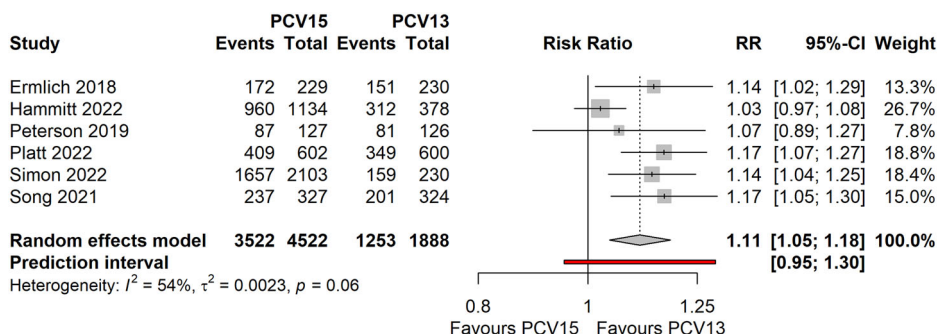 PCV15 PCV13
Study Events Total Events Total Risk Ratio RR 95%-CI Weight
Ermlich 2018 172 229 151 230 1.14 [1.02; 1.29] 13.3%
Hammitt 2022 960 1134 312 378 1.03 [0.97; 1.08] 26.7%
Peterson 2019 87 127 81 126 1.07 [0.89; 1.27] 7.8%
Platt 2022 409 602 349 600 1.17 [1.07; 1.27] 18.8%
Simon 2022 1657 2103 159 230 1.14 [1.04; 1.25] 18.4%
Song 2021 237 327 201 324 1.17 [1.05; 1.30] 15.0%
Random effects model 3522 4522 1253 1888 1.11 [1.05; 1.18] 100.0%
Prediction interval [0.95; 1.30]
Heterogeneity: I² = 54%, τ² = 0.0023, p = 0.06
0.8 1 1.25
Favours PCV15 Favours PCV13